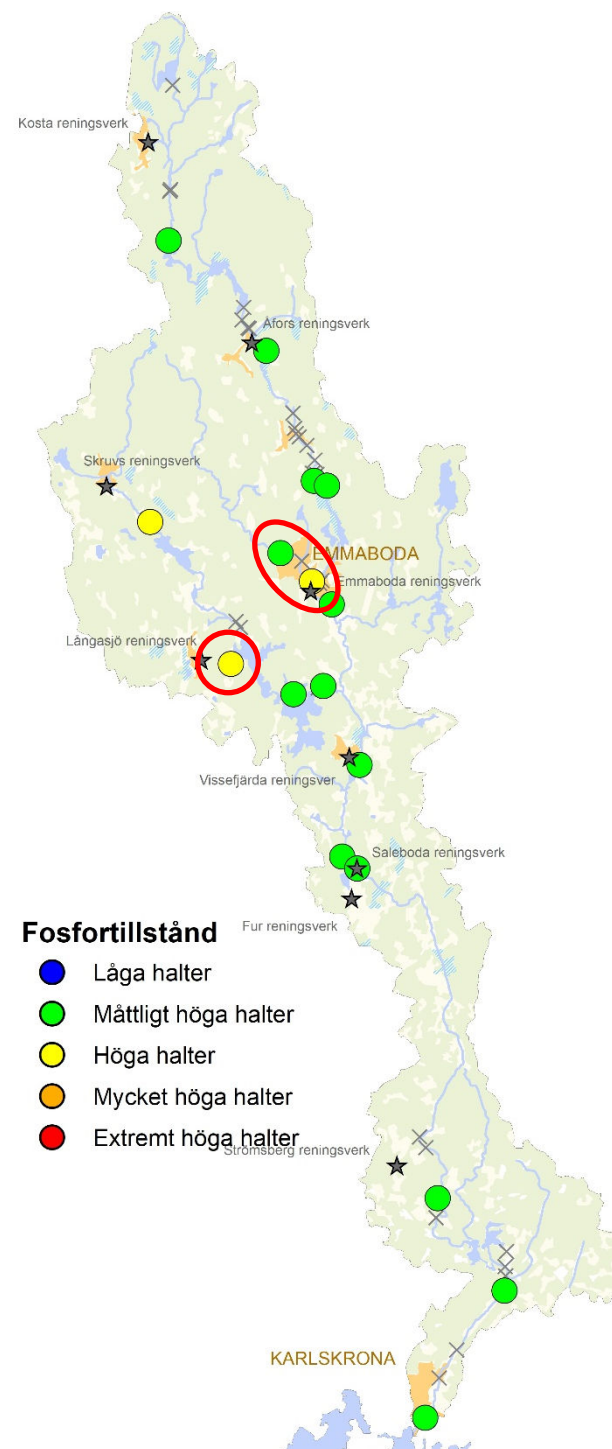 Kosta reningsverk
Åfors reningsverk
Skruvs reningsverk
EMMABODA
Emmaboda reningsverk
Långasjö reningsverk
Vissefjärda reningsver
Saleboda reningsverk
Fur reningsverk
Fosfortillstånd
Låga halter
Måttligt höga halter
Höga halter
Mycket höga halter
Extremt höga halter
Strömsberg reningsverk
KARLSKRONA